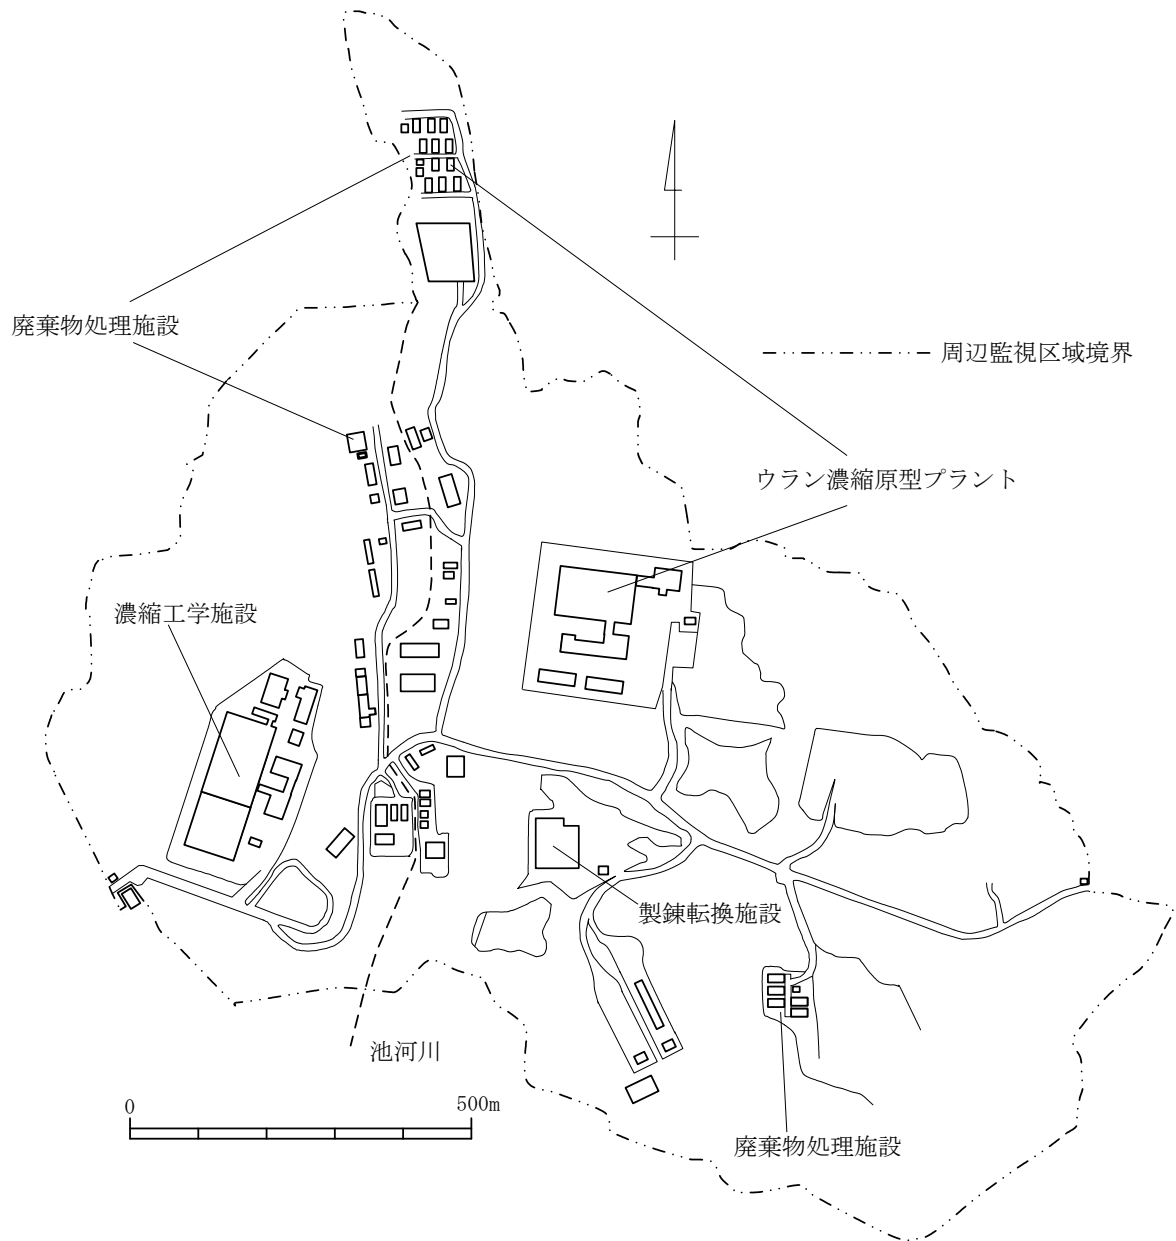 廃棄物処理施設
周辺監視区域境界
ウラン濃縮原型プラント
濃縮工学施設
製錬転換施設
池河川
0 500m
廃棄物処理施設